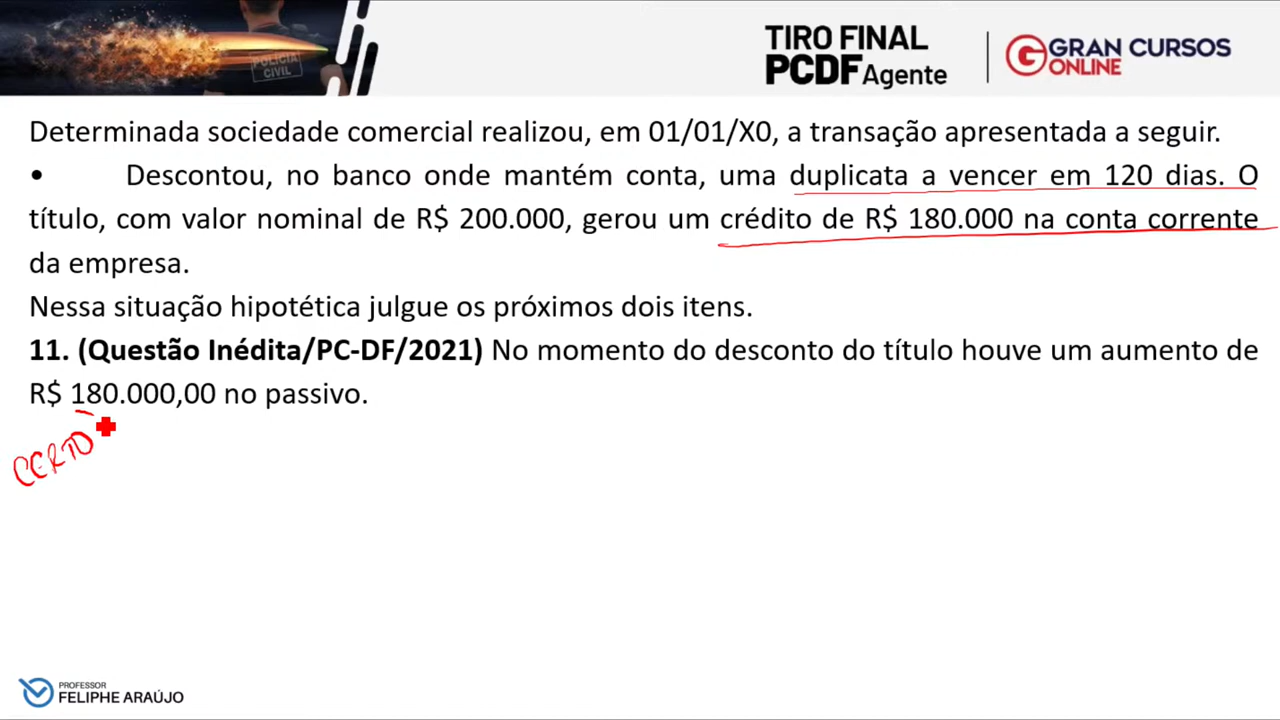 POLÍCIA
CIVIL
TIRO FINAL
PCDF Agente
GRAN CURSOS
ONLINE
Determinada sociedade comercial realizou, em 01/01/X0, a transação apresentada a seguir.
• Descontou, no banco onde mantém conta, uma duplicata a vencer em 120 dias. O
título, com valor nominal de R$ 200.000, gerou um crédito de R$ 180.000 na conta corrente
da empresa.
Nessa situação hipotética julgue os próximos dois itens.
11. (Questão Inédita/PC-DF/2021) No momento do desconto do título houve um aumento de
R$ 180.000,00 no passivo.
CERTO
PROFESSOR
FELIPHE ARAÚJO